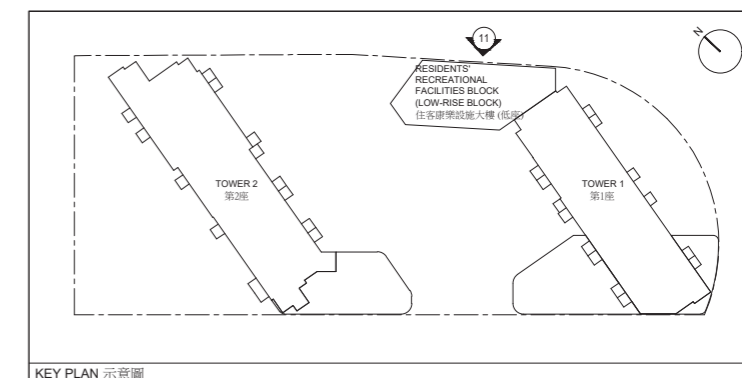 11
N
RESIDENTS'
RECREATIONAL
FACILITIES BLOCK
(LOW-RISE BLOCK)
住客康樂設施大樓 (低座)
TOWER 2
第2座
TOWER 1
第1座
KEY PLAN 示意圖